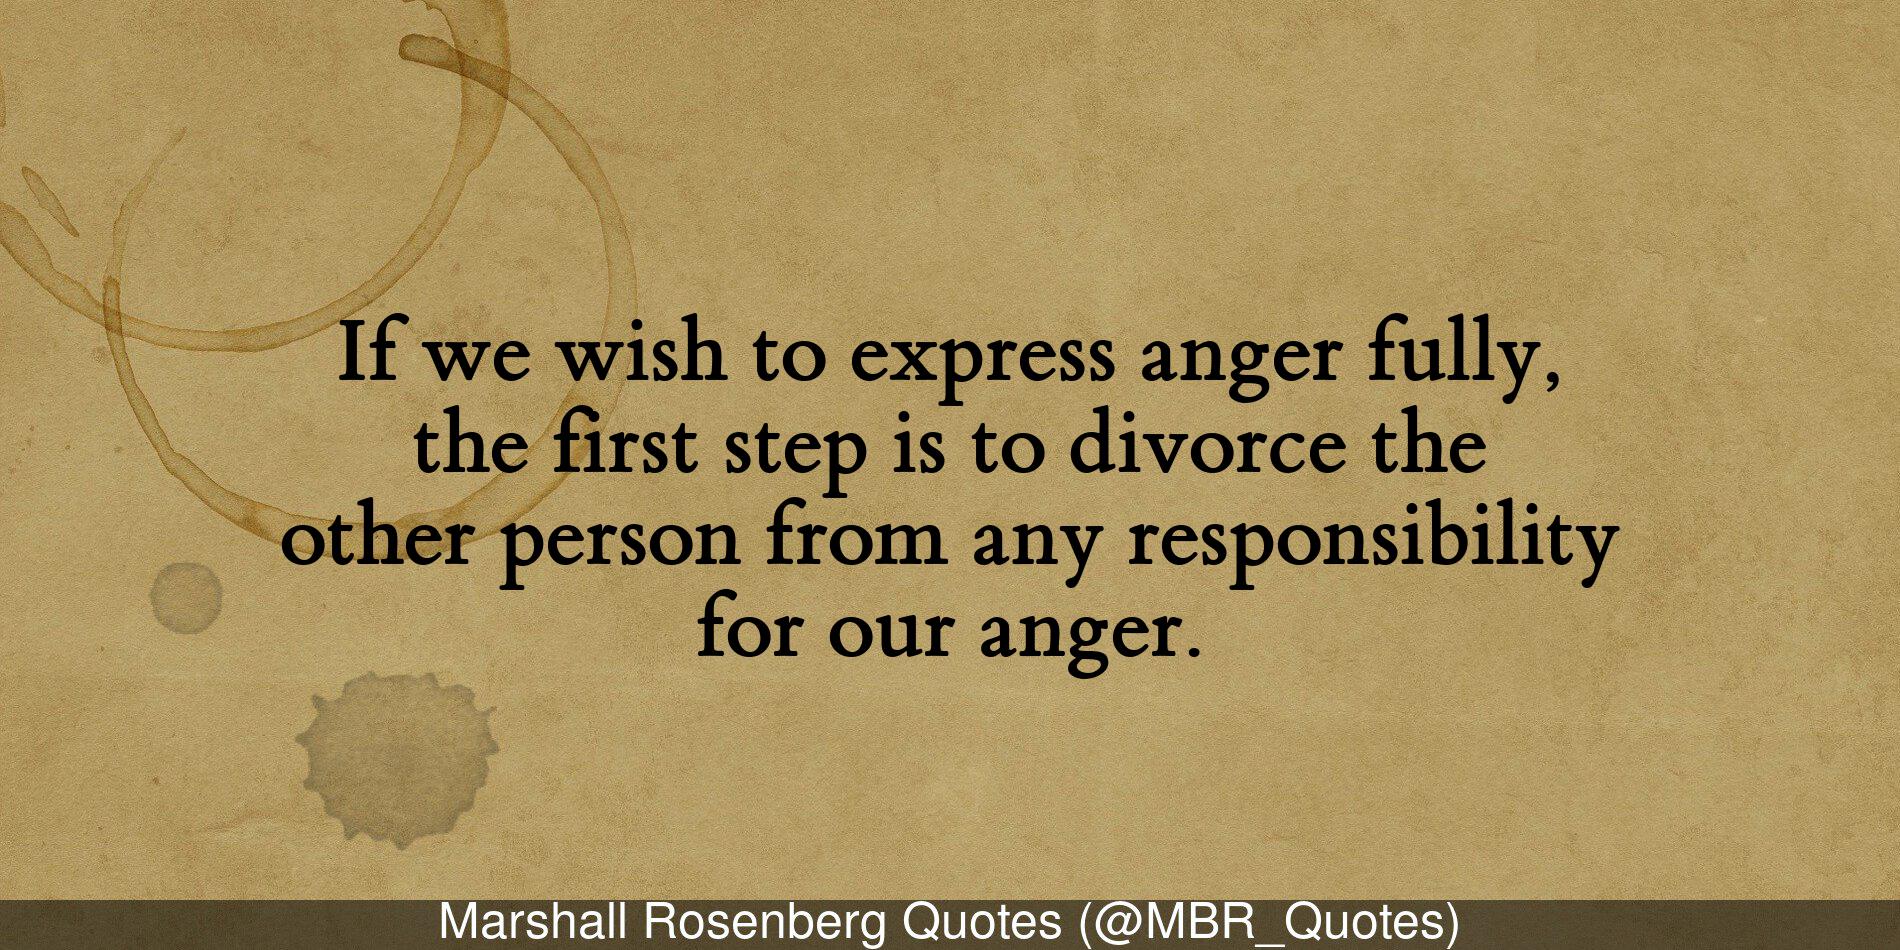 If we wish to express anger fully,
the first step is to divorce the
other person from any responsibility
for our anger.
Marshall Rosenberg Quotes (@MBR_Quotes)